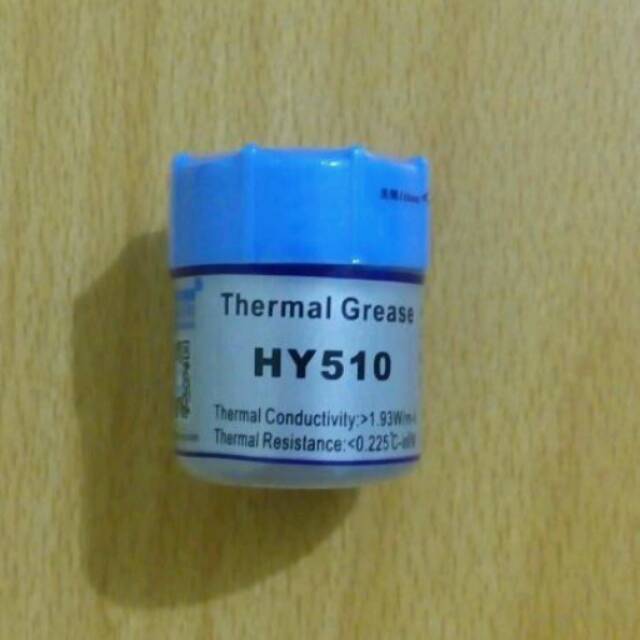 Thermal Grease
HY510
Thermal Conductivity:>1.93W/m-
Thermal Resistance:<0.225℃-